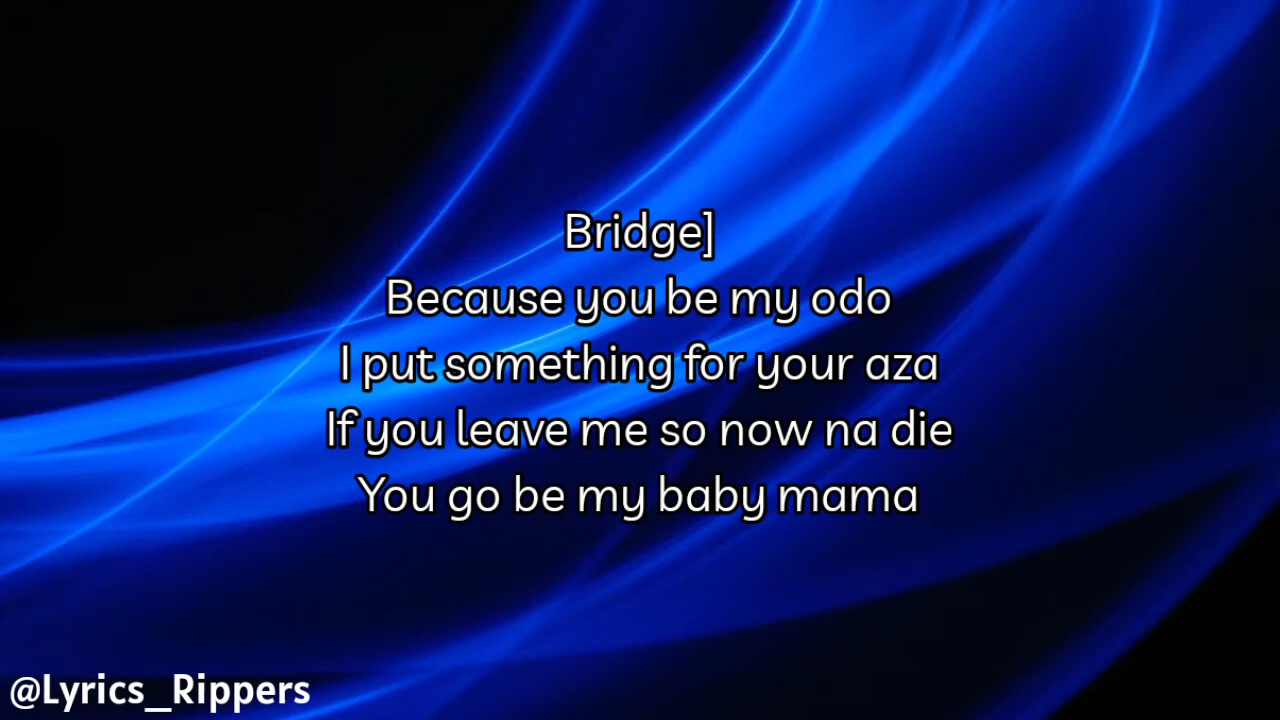 Bridge]
Because you be my odo
I put something for your aza
If you leave me so now na die
You go be my baby mama
@Lyrics_Rippers